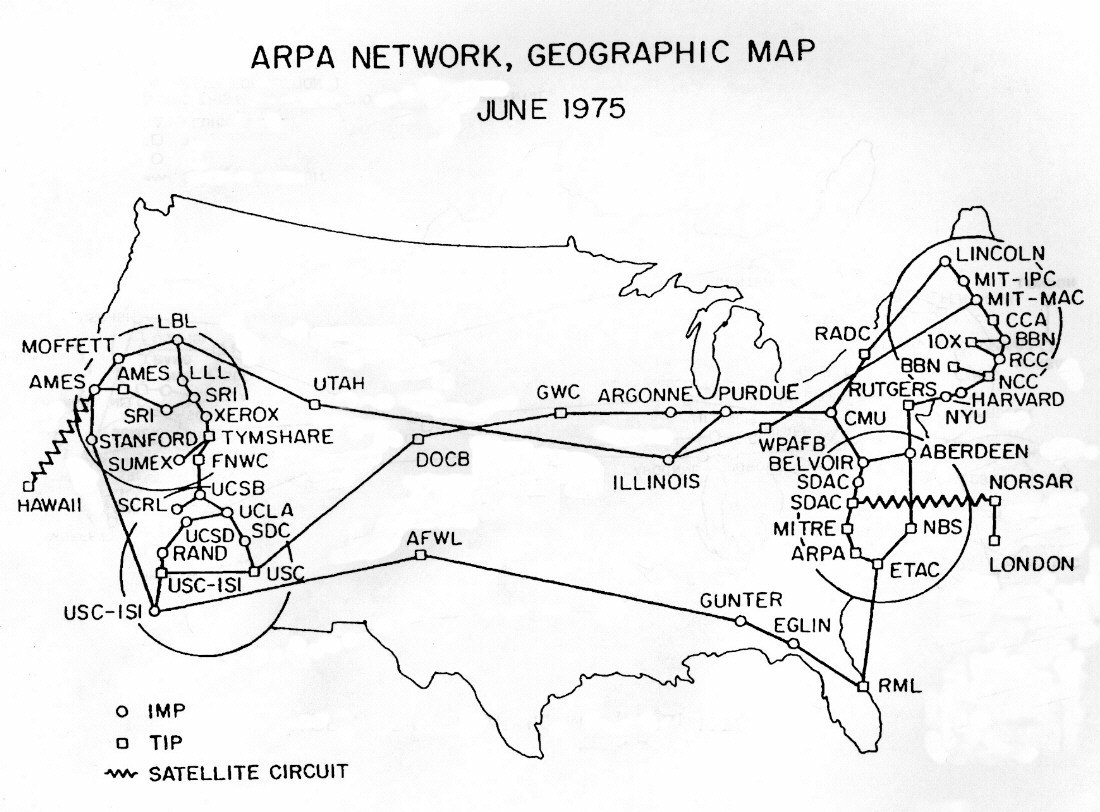 ARPA NETWORK, GEOGRAPHIC MAP
JUNE 1975
LBL
MOFFETT
AMES
AMES
LLL
SRI
SRI
XEROX
STANFORD
TYMSHARE
SUMEX
FNWC
HAWAII
UCSB
SCRL
UCLA
UCSD
SDC
RAND
USC-ISI
USC
USC-ISI
UTAH
DOCB
AFWL
GWC
ARGONNE
PURDUE
ILLINOIS
WPAFB
GUNTER
EGLIN
RML
RADC
CMU
LINCOLN
MIT-IPC
MIT-MAC
CCA
10X
BBN
RCC
BBN
NCC
RUTGERS
HARVARD
NYU
BELVOIR
ABERDEEN
SDAC
SDAC
NORSAR
MITRE
NBS
ARPA
ETAC
LONDON
IMP
TIP
SATELLITE CIRCUIT